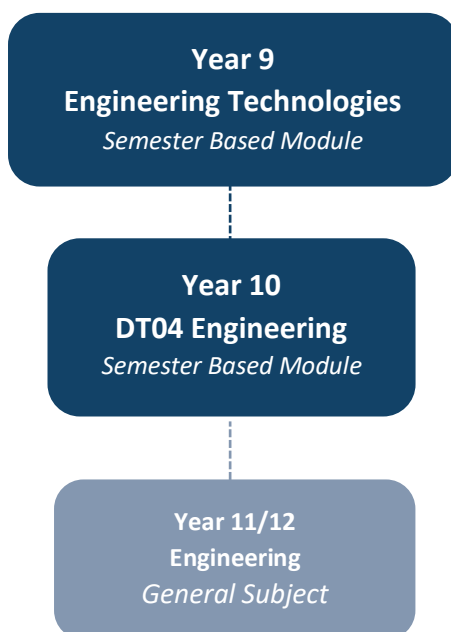 Year 9
Engineering Technologies
Semester Based Module
Year 10
DT04 Engineering
Semester Based Module
Year 11/12
Engineering
General Subject